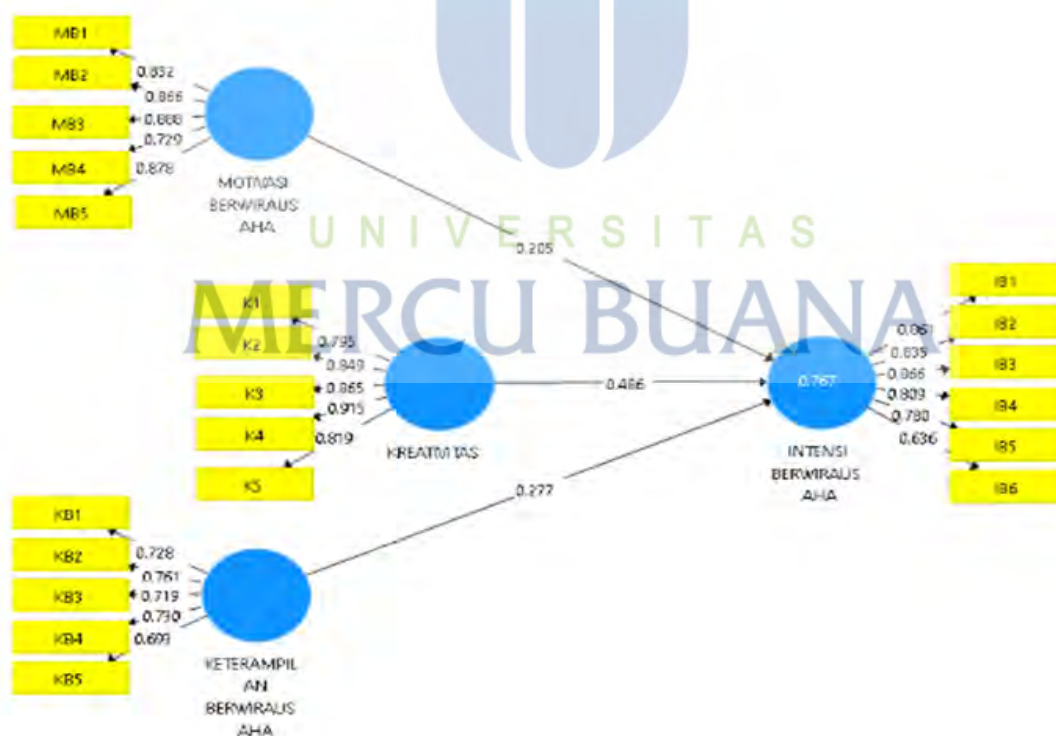 MB1
MB2
MB3
MB4
MB5
0.832
0.866
0.888
0.729
0.878
MOTIVASI
BERWIRAUS
AHA
UNIVERSITAS
MERCU BUANA
0.205
K1
K2
K3
K4
K5
0.795
0.849
0.865
0.915
0.819
KREATIVITAS
0.486
KB1
KB2
KB3
KB4
KB5
0.728
0.761
0.719
0.730
0.693
KETERAMPIL
AN
BERWIRAUS
AHA
0.277
0.767
INTENSI
BERWIRAUS
AHA
0.861
0.835
0.866
0.809
0.780
0.636
IB1
IB2
IB3
IB4
IB5
IB6